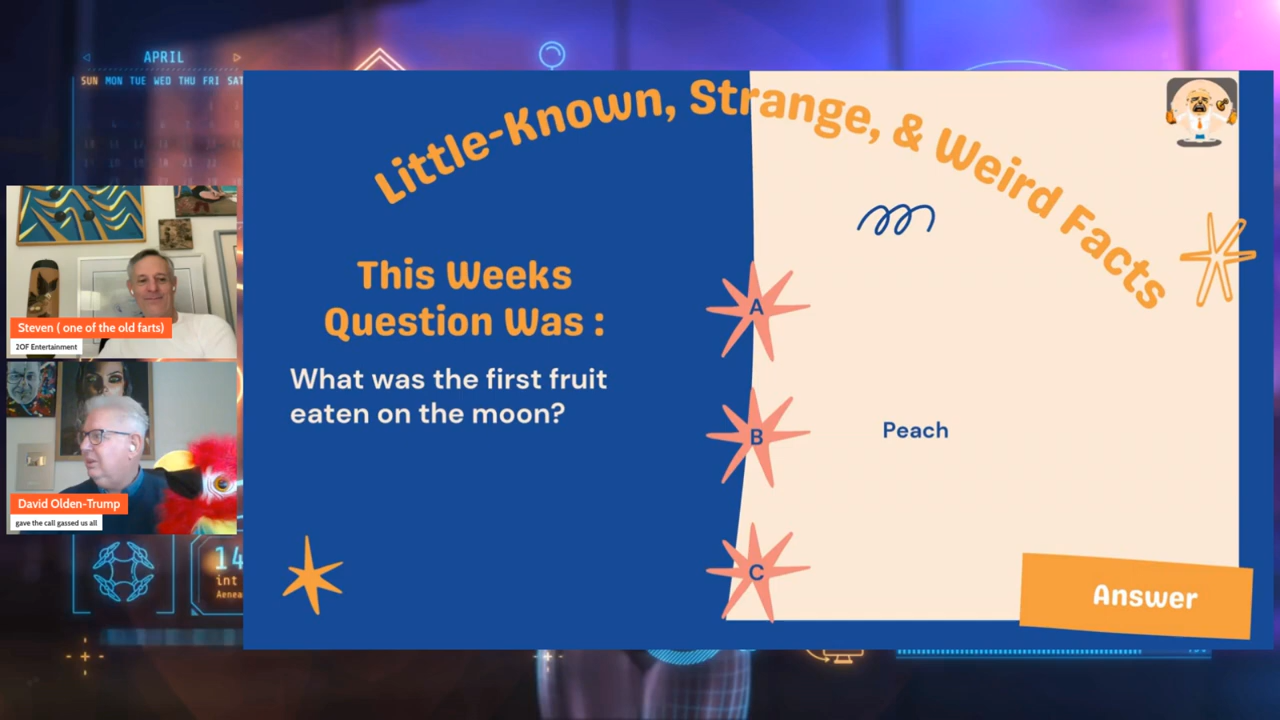 APRIL
SUN MON TUE WED THU FRI SAT
Little-Known, Strange, & Weird Facts
This Weeks
Question Was :
What was the first fruit
eaten on the moon?
A
B
Peach
C
Answer
Steven ( one of the old farts)
2OF Entertainment
David Olden-Trump
gave the call gassed us all
14
int
Aenea